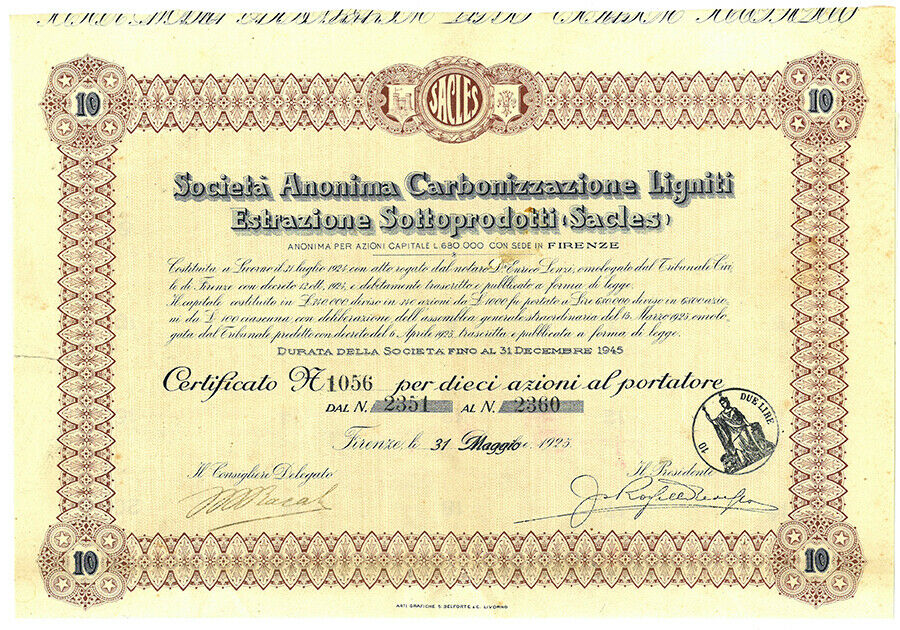 10
SACLES
10
Società Anonima Carbonizzazione Ligniti
Estrazione Sottoprodotti (Sacles)
ANONIMA PER AZIONI CAPITALE L. 680 000 CON SEDE IN FIRENZE
Costituita a Livorno il 21 luglio 1924 con atto rogato dal notaro Dr. Enrico Lenzi, omologato dal Tribunale Civi
le di Firenze con decreto 1924, e debitamente trascritto e pubblicato a forma di legge.
Il capitale costituito in L. 140.000 diviso in 140 azioni da L. 1000 fu portato a Lire 680.000 diviso in 6800 azio
ni da L. 100 ciascuna con deliberazione dell'assemblea generale straordinaria del 15 Marzo 1925 omolo
gata dal Tribunale predetto con decreto del 6 Aprile 1925, trascritta e pubblicata a forma di legge.
DURATA DELLA SOCIETÀ FINO AL 31 DECEMBRE 1945
Certificato N. 1056 per dieci azioni al portatore
DAL N. 2351 AL N. 2360
DUE LIRE
10
Firenze, li 31 Maggio 1925.
Il Consigliere Delegato
Il Presidente
10
10
ARTI GRAFICHE S. BELFORTE & C. LIVORNO